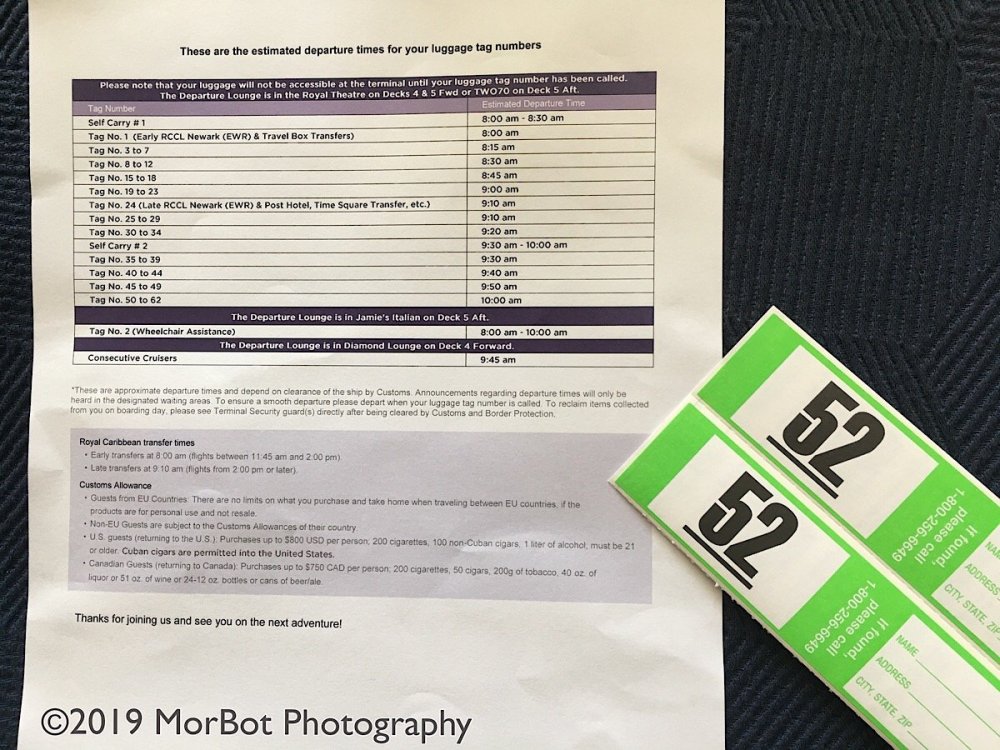 These are the estimated departure times for your luggage tag numbers
Please note that your luggage will not be accessible at the terminal until your luggage tag number has been called.
The Departure Lounge is in the Royal Theatre on Decks 4 & 5 Fwd or TWO70 on Deck 5 Aft.
Tag Number Estimated Departure Time
Self Carry # 1 8:00 am - 8:30 am
Tag No. 1 (Early RCCL Newark (EWR) & Travel Box Transfers) 8:00 am
Tag No. 3 to 7 8:15 am
Tag No. 8 to 12 8:30 am
Tag No. 15 to 18 8:45 am
Tag No. 19 to 23 9:00 am
Tag No. 24 (Late RCCL Newark (EWR) & Post Hotel, Time Square Transfer, etc.) 9:10 am
Tag No. 25 to 29 9:10 am
Tag No. 30 to 34 9:20 am
Self Carry # 2 9:30 am - 10:00 am
Tag No. 35 to 39 9:30 am
Tag No. 40 to 44 9:40 am
Tag No. 45 to 49 9:50 am
Tag No. 50 to 62 10:00 am
The Departure Lounge is in Jamie's Italian on Deck 5 Aft.
Tag No. 2 (Wheelchair Assistance) 8:00 am - 10:00 am
The Departure Lounge is in Diamond Lounge on Deck 4 Forward.
Consecutive Cruisers 9:45 am
*These are approximate departure times and depend on clearance of the ship by Customs. Announcements regarding departure times will only be
heard in the designated waiting areas. To ensure a smooth departure please depart when your luggage tag number is called. To reclaim items collected
from you on boarding day, please see Terminal Security guard(s) directly after being cleared by Customs and Border Protection.
Royal Caribbean transfer times
• Early transfers at 8:00 am (flights between 11:45 am and 2:00 pm).
• Late transfers at 9:10 am (flights from 2:00 pm or later).
Customs Allowance
• Guests from EU Countries: There are no limits on what you purchase and take home when traveling between EU countries, if the
products are for personal use and not resale.
• Non-EU Guests are subject to the Customs Allowances of their country.
• U.S. guests (returning to the U.S.): Purchases up to $800 USD per person; 200 cigarettes, 100 non-Cuban cigars, 1 liter of alcohol, must be 21
or older. Cuban cigars are permitted into the United States.
• Canadian Guests (returning to Canada): Purchases up to $750 CAD per person; 200 cigarettes, 50 cigars, 200g of tobacco, 40 oz. of
liquor or 51 oz. of wine or 24-12 oz. bottles or cans of beer/ale.
Thanks for joining us and see you on the next adventure!
52
If found,
please call
1-800-256-6649
NAME
ADDRESS
CITY, STATE, ZIP
52
If found,
please call
1-800-256-6649
NAME
ADDRESS
CITY, STATE, ZIP
©2019 MorBot Photography